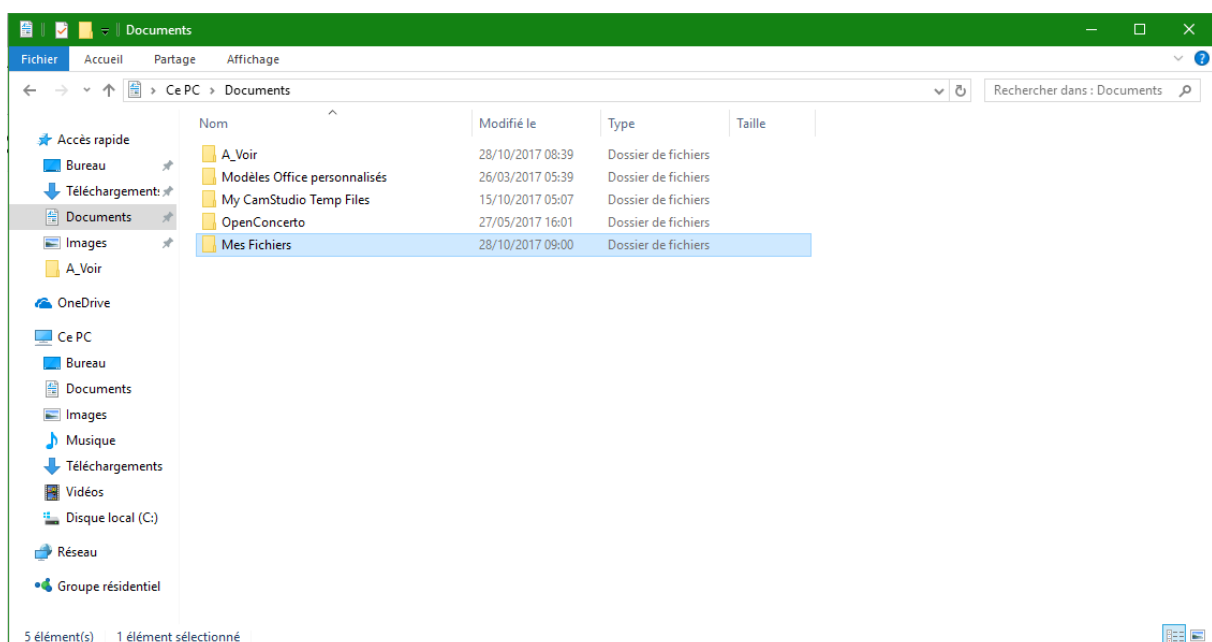 Documents
Fichier Accueil Partage Affichage
Ce PC > Documents Rechercher dans : Documents
Nom Modifié le Type Taille
Accès rapide
Bureau
Téléchargements
Documents
Images
A_Voir
OneDrive
Ce PC
Bureau
Documents
Images
Musique
Téléchargements
Vidéos
Disque local (C:)
Réseau
Groupe résidentiel
A_Voir 28/10/2017 08:39 Dossier de fichiers
Modèles Office personnalisés 26/03/2017 05:39 Dossier de fichiers
My CamStudio Temp Files 15/10/2017 05:07 Dossier de fichiers
OpenConcerto 27/05/2017 16:01 Dossier de fichiers
Mes Fichiers 28/10/2017 09:00 Dossier de fichiers
5 élément(s) 1 élément sélectionné